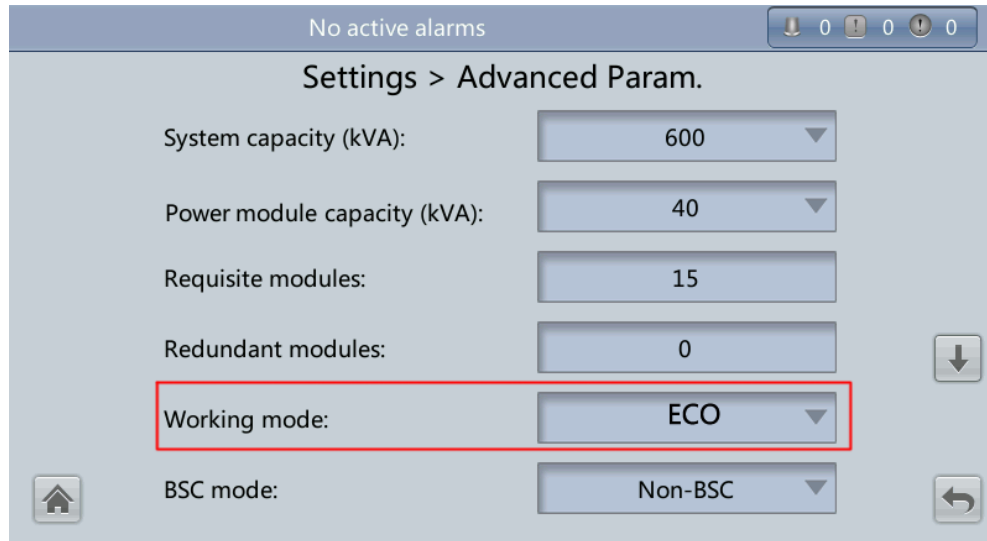 No active alarms
0 0 0
Settings > Advanced Param.
System capacity (kVA): 600
Power module capacity (kVA): 40
Requisite modules: 15
Redundant modules: 0
Working mode: ECO
BSC mode: Non-BSC